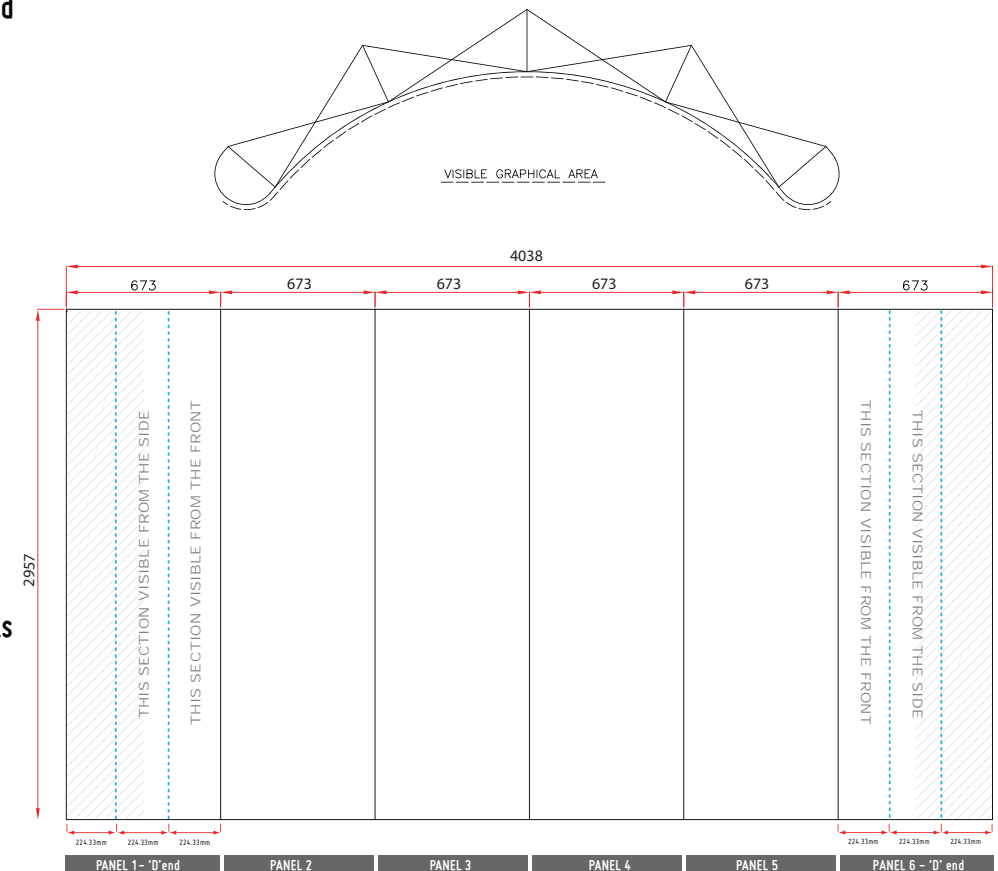 d
VISIBLE GRAPHICAL AREA
4038
673
673
673
673
673
673
2957
THIS SECTION VISIBLE FROM THE SIDE
THIS SECTION VISIBLE FROM THE FRONT
THIS SECTION VISIBLE FROM THE FRONT
THIS SECTION VISIBLE FROM THE SIDE
224.33mm
224.33mm
224.33mm
224.33mm
224.33mm
224.33mm
PANEL 1 - 'D'end
PANEL 2
PANEL 3
PANEL 4
PANEL 5
PANEL 6 - 'D' end